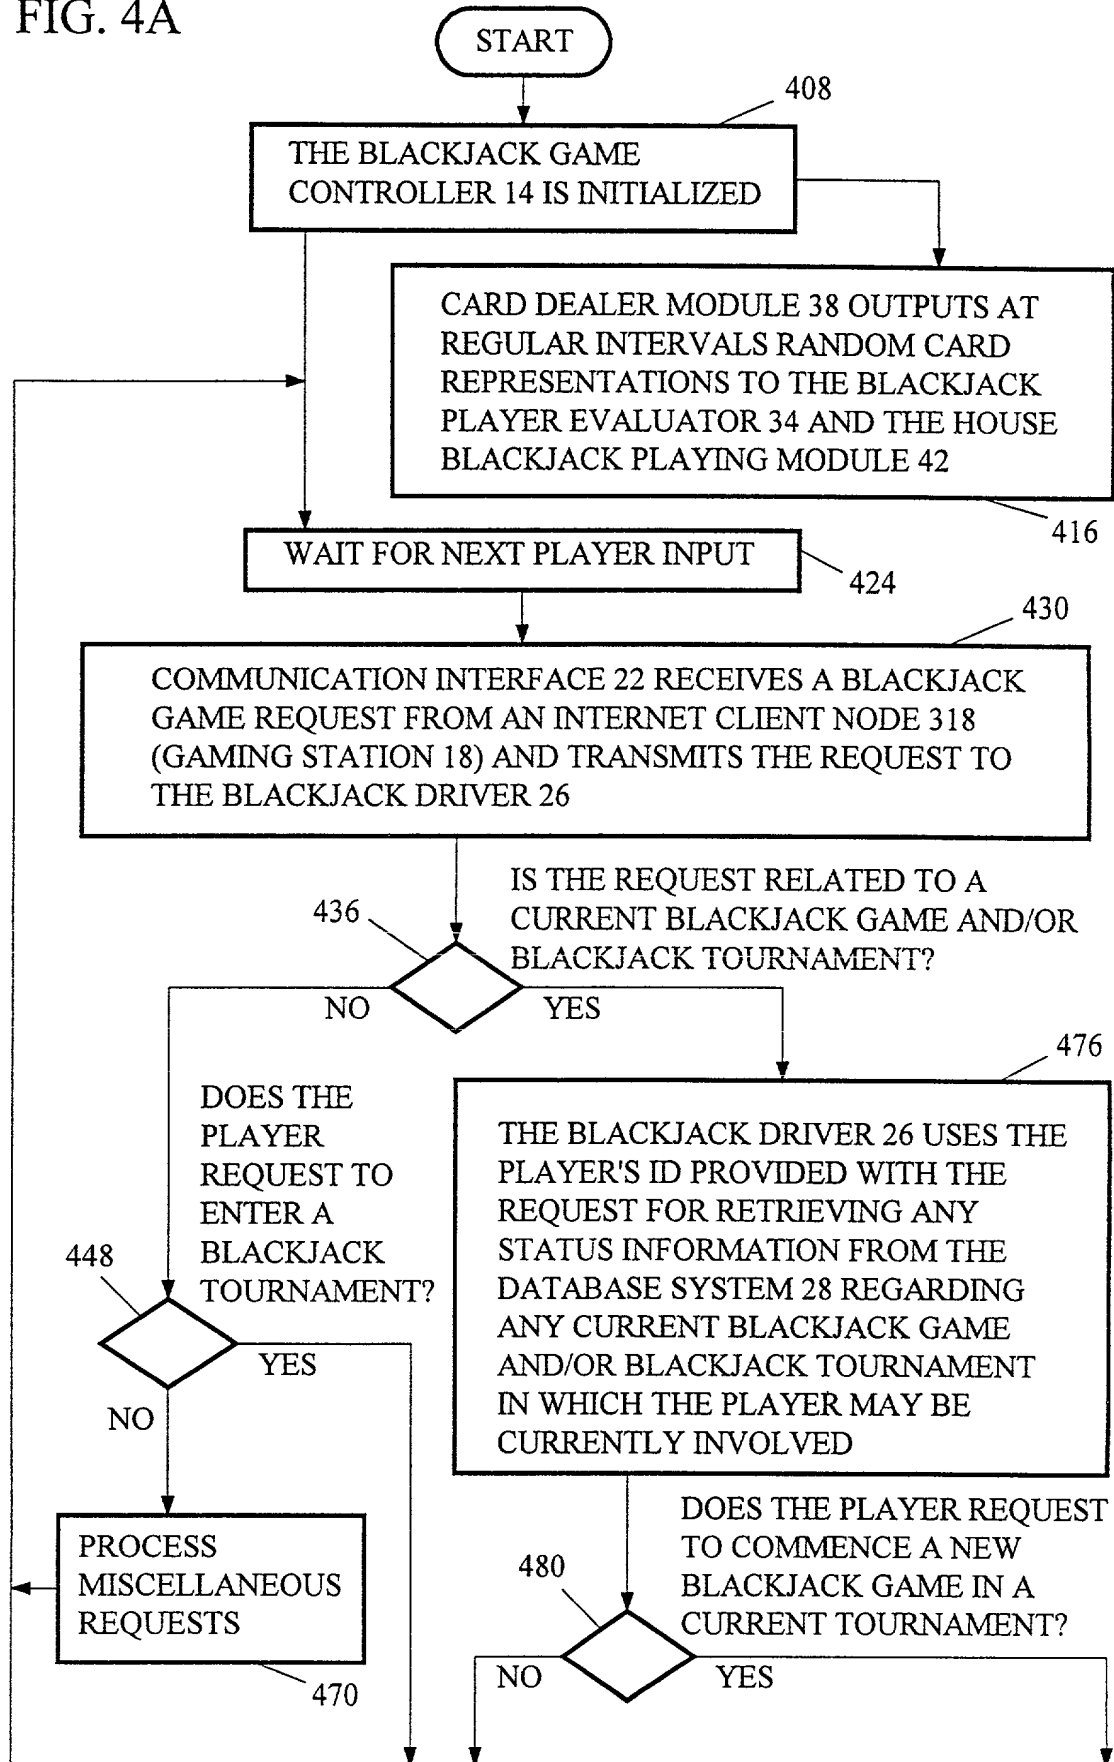 FIG. 4A
START
408
THE BLACKJACK GAME
CONTROLLER 14 IS INITIALIZED
CARD DEALER MODULE 38 OUTPUTS AT
REGULAR INTERVALS RANDOM CARD
REPRESENTATIONS TO THE BLACKJACK
PLAYER EVALUATOR 34 AND THE HOUSE
BLACKJACK PLAYING MODULE 42
416
WAIT FOR NEXT PLAYER INPUT
424
430
COMMUNICATION INTERFACE 22 RECEIVES A BLACKJACK
GAME REQUEST FROM AN INTERNET CLIENT NODE 318
(GAMING STATION 18) AND TRANSMITS THE REQUEST TO
THE BLACKJACK DRIVER 26
IS THE REQUEST RELATED TO A
CURRENT BLACKJACK GAME AND/OR
BLACKJACK TOURNAMENT?
436
NO
YES
476
DOES THE
PLAYER
REQUEST TO
ENTER A
BLACKJACK
TOURNAMENT?
448
YES
NO
THE BLACKJACK DRIVER 26 USES THE
PLAYER'S ID PROVIDED WITH THE
REQUEST FOR RETRIEVING ANY
STATUS INFORMATION FROM THE
DATABASE SYSTEM 28 REGARDING
ANY CURRENT BLACKJACK GAME
AND/OR BLACKJACK TOURNAMENT
IN WHICH THE PLAYER MAY BE
CURRENTLY INVOLVED
PROCESS
MISCELLANEOUS
REQUESTS
470
DOES THE PLAYER REQUEST
TO COMMENCE A NEW
BLACKJACK GAME IN A
CURRENT TOURNAMENT?
480
NO
YES